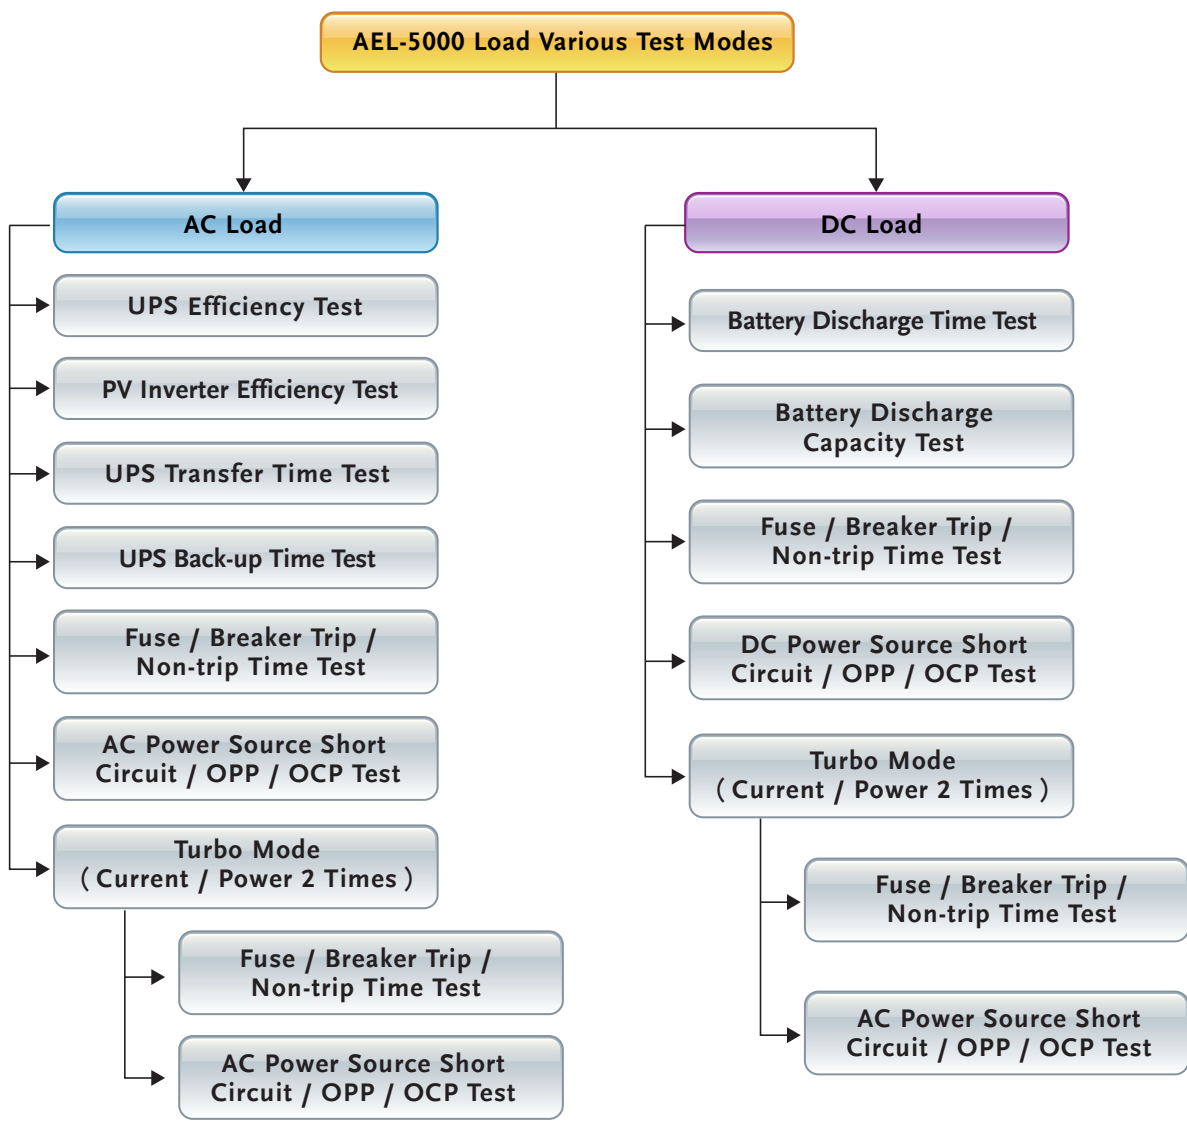 AEL-5000 Load Various Test Modes
AC Load
UPS Efficiency Test
PV Inverter Efficiency Test
UPS Transfer Time Test
UPS Back-up Time Test
Fuse / Breaker Trip /
Non-trip Time Test
AC Power Source Short
Circuit / OPP / OCP Test
Turbo Mode
( Current / Power 2 Times )
Fuse / Breaker Trip /
Non-trip Time Test
AC Power Source Short
Circuit / OPP / OCP Test
DC Load
Battery Discharge Time Test
Battery Discharge
Capacity Test
Fuse / Breaker Trip /
Non-trip Time Test
DC Power Source Short
Circuit / OPP / OCP Test
Turbo Mode
( Current / Power 2 Times )
Fuse / Breaker Trip /
Non-trip Time Test
AC Power Source Short
Circuit / OPP / OCP Test